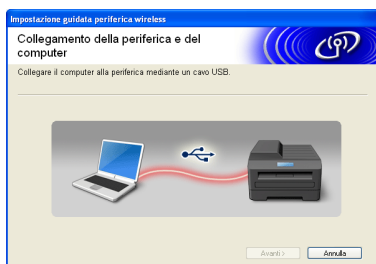 Impostazione guidata periferica wireless
Collegamento della periferica e del
computer
Collegare il computer alla periferica mediante un cavo USB.
Avanti >
Annulla